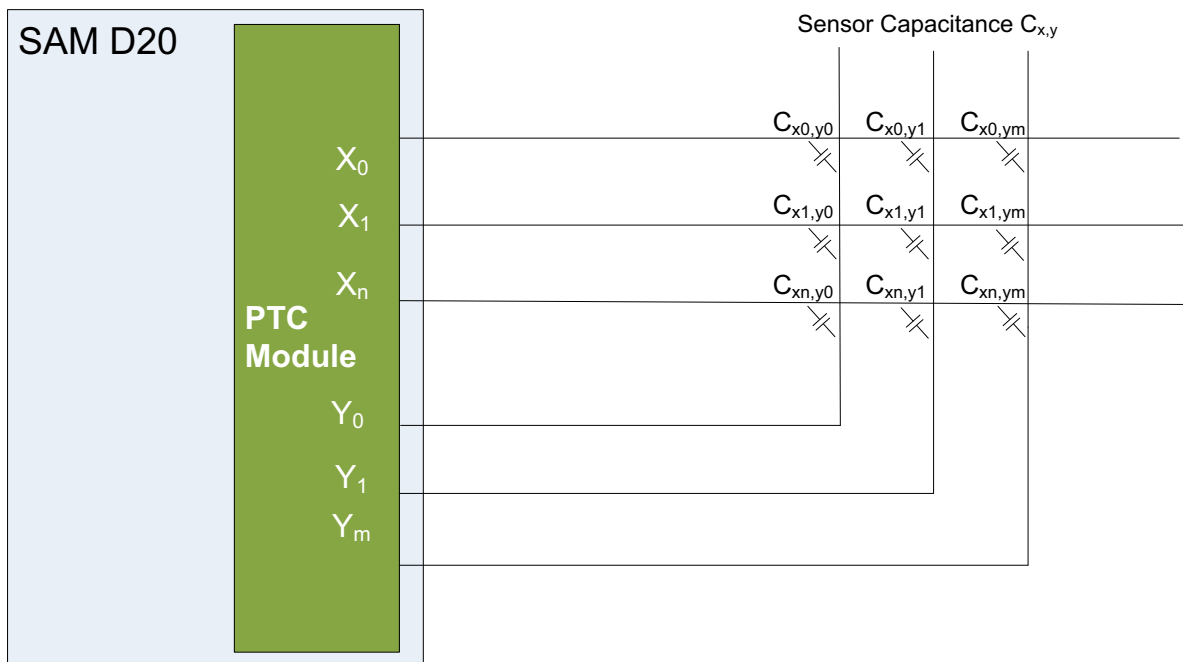 SAM D20
Sensor Capacitance Cx,y
Cx0,y0 Cx0,y1 Cx0,ym
X0
Cx1,y0 Cx1,y1 Cx1,ym
X1
Xn
Cxn,y0 Cxn,y1 Cxn,ym
PTC
Module
Y0
Y1
Ym